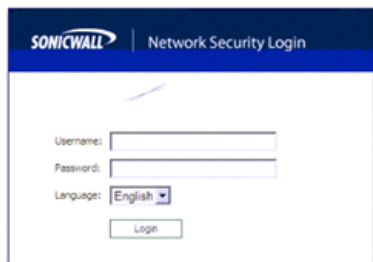 SONICWALL Network Security Login
Username:
Password:
Language: English
Login